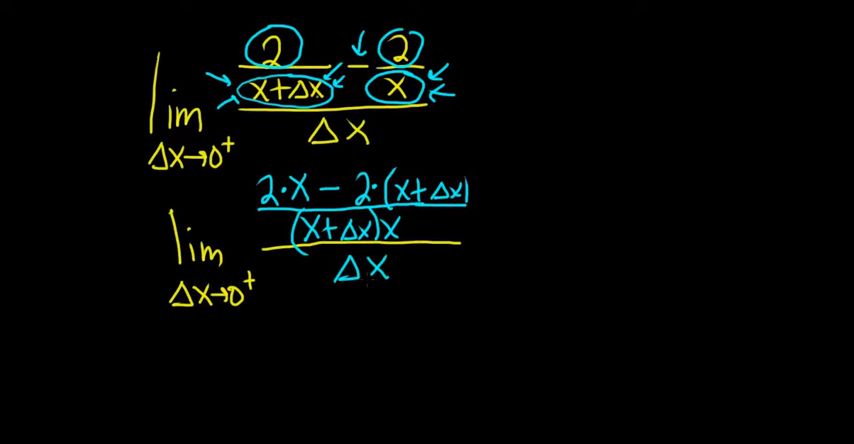 2 − 2
x+Δx x
lim
Δx
Δx→0⁺
2·x − 2·(x+Δx)
(x+Δx)x
lim
Δx
Δx→0⁺